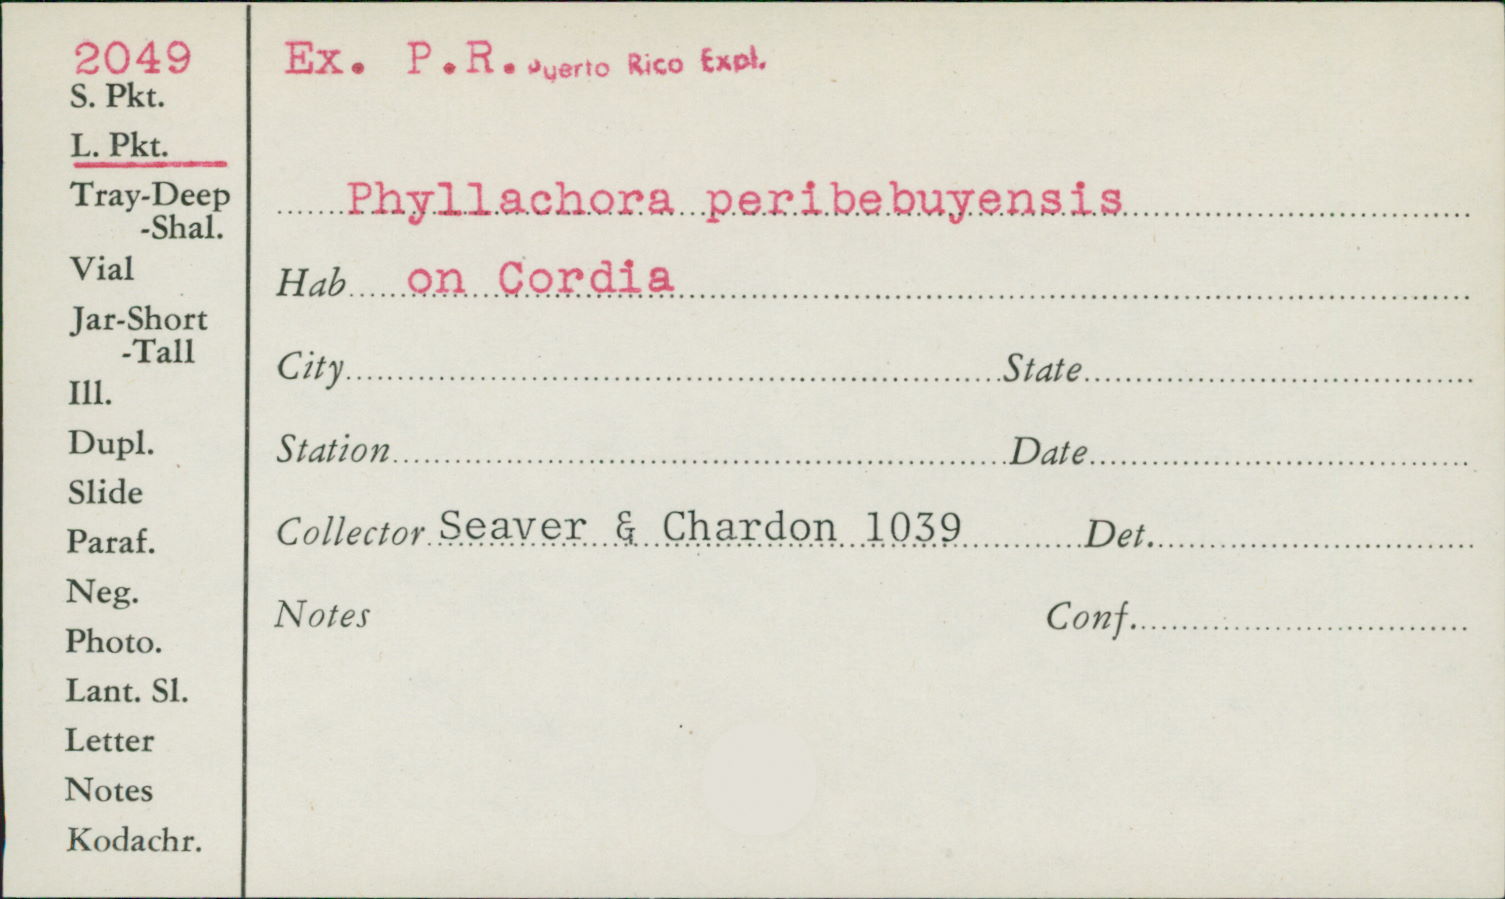 2049
S. Pkt.
L. Pkt.
Tray-Deep
-Shal.
Vial
Jar-Short
-Tall
Ill.
Dupl.
Slide
Paraf.
Neg.
Photo.
Lant. Sl.
Letter
Notes
Kodachr.
Ex. P.R. Puerto Rico Expl.
Phyllachora peribebuyensis
Hab on Cordia
City State
Station Date
Collector Seaver & Chardon 1039 Det.
Notes Conf.